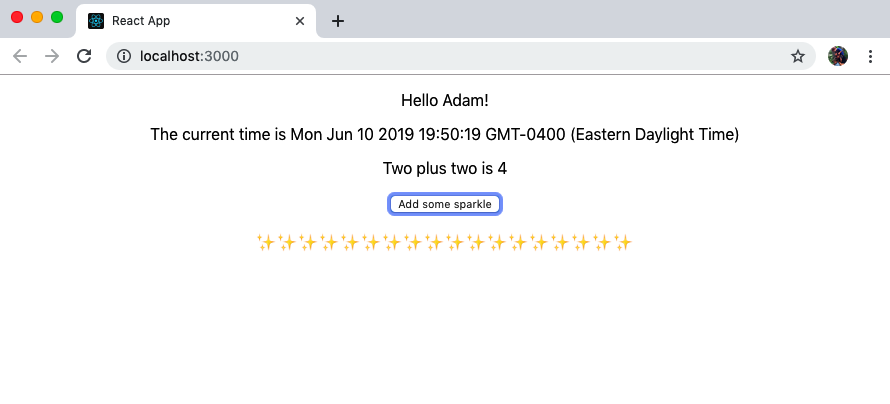 React App
localhost:3000
Hello Adam!
The current time is Mon Jun 10 2019 19:50:19 GMT-0400 (Eastern Daylight Time)
Two plus two is 4
Add some sparkle
✨✨✨✨✨✨✨✨✨✨✨✨✨✨✨✨✨✨